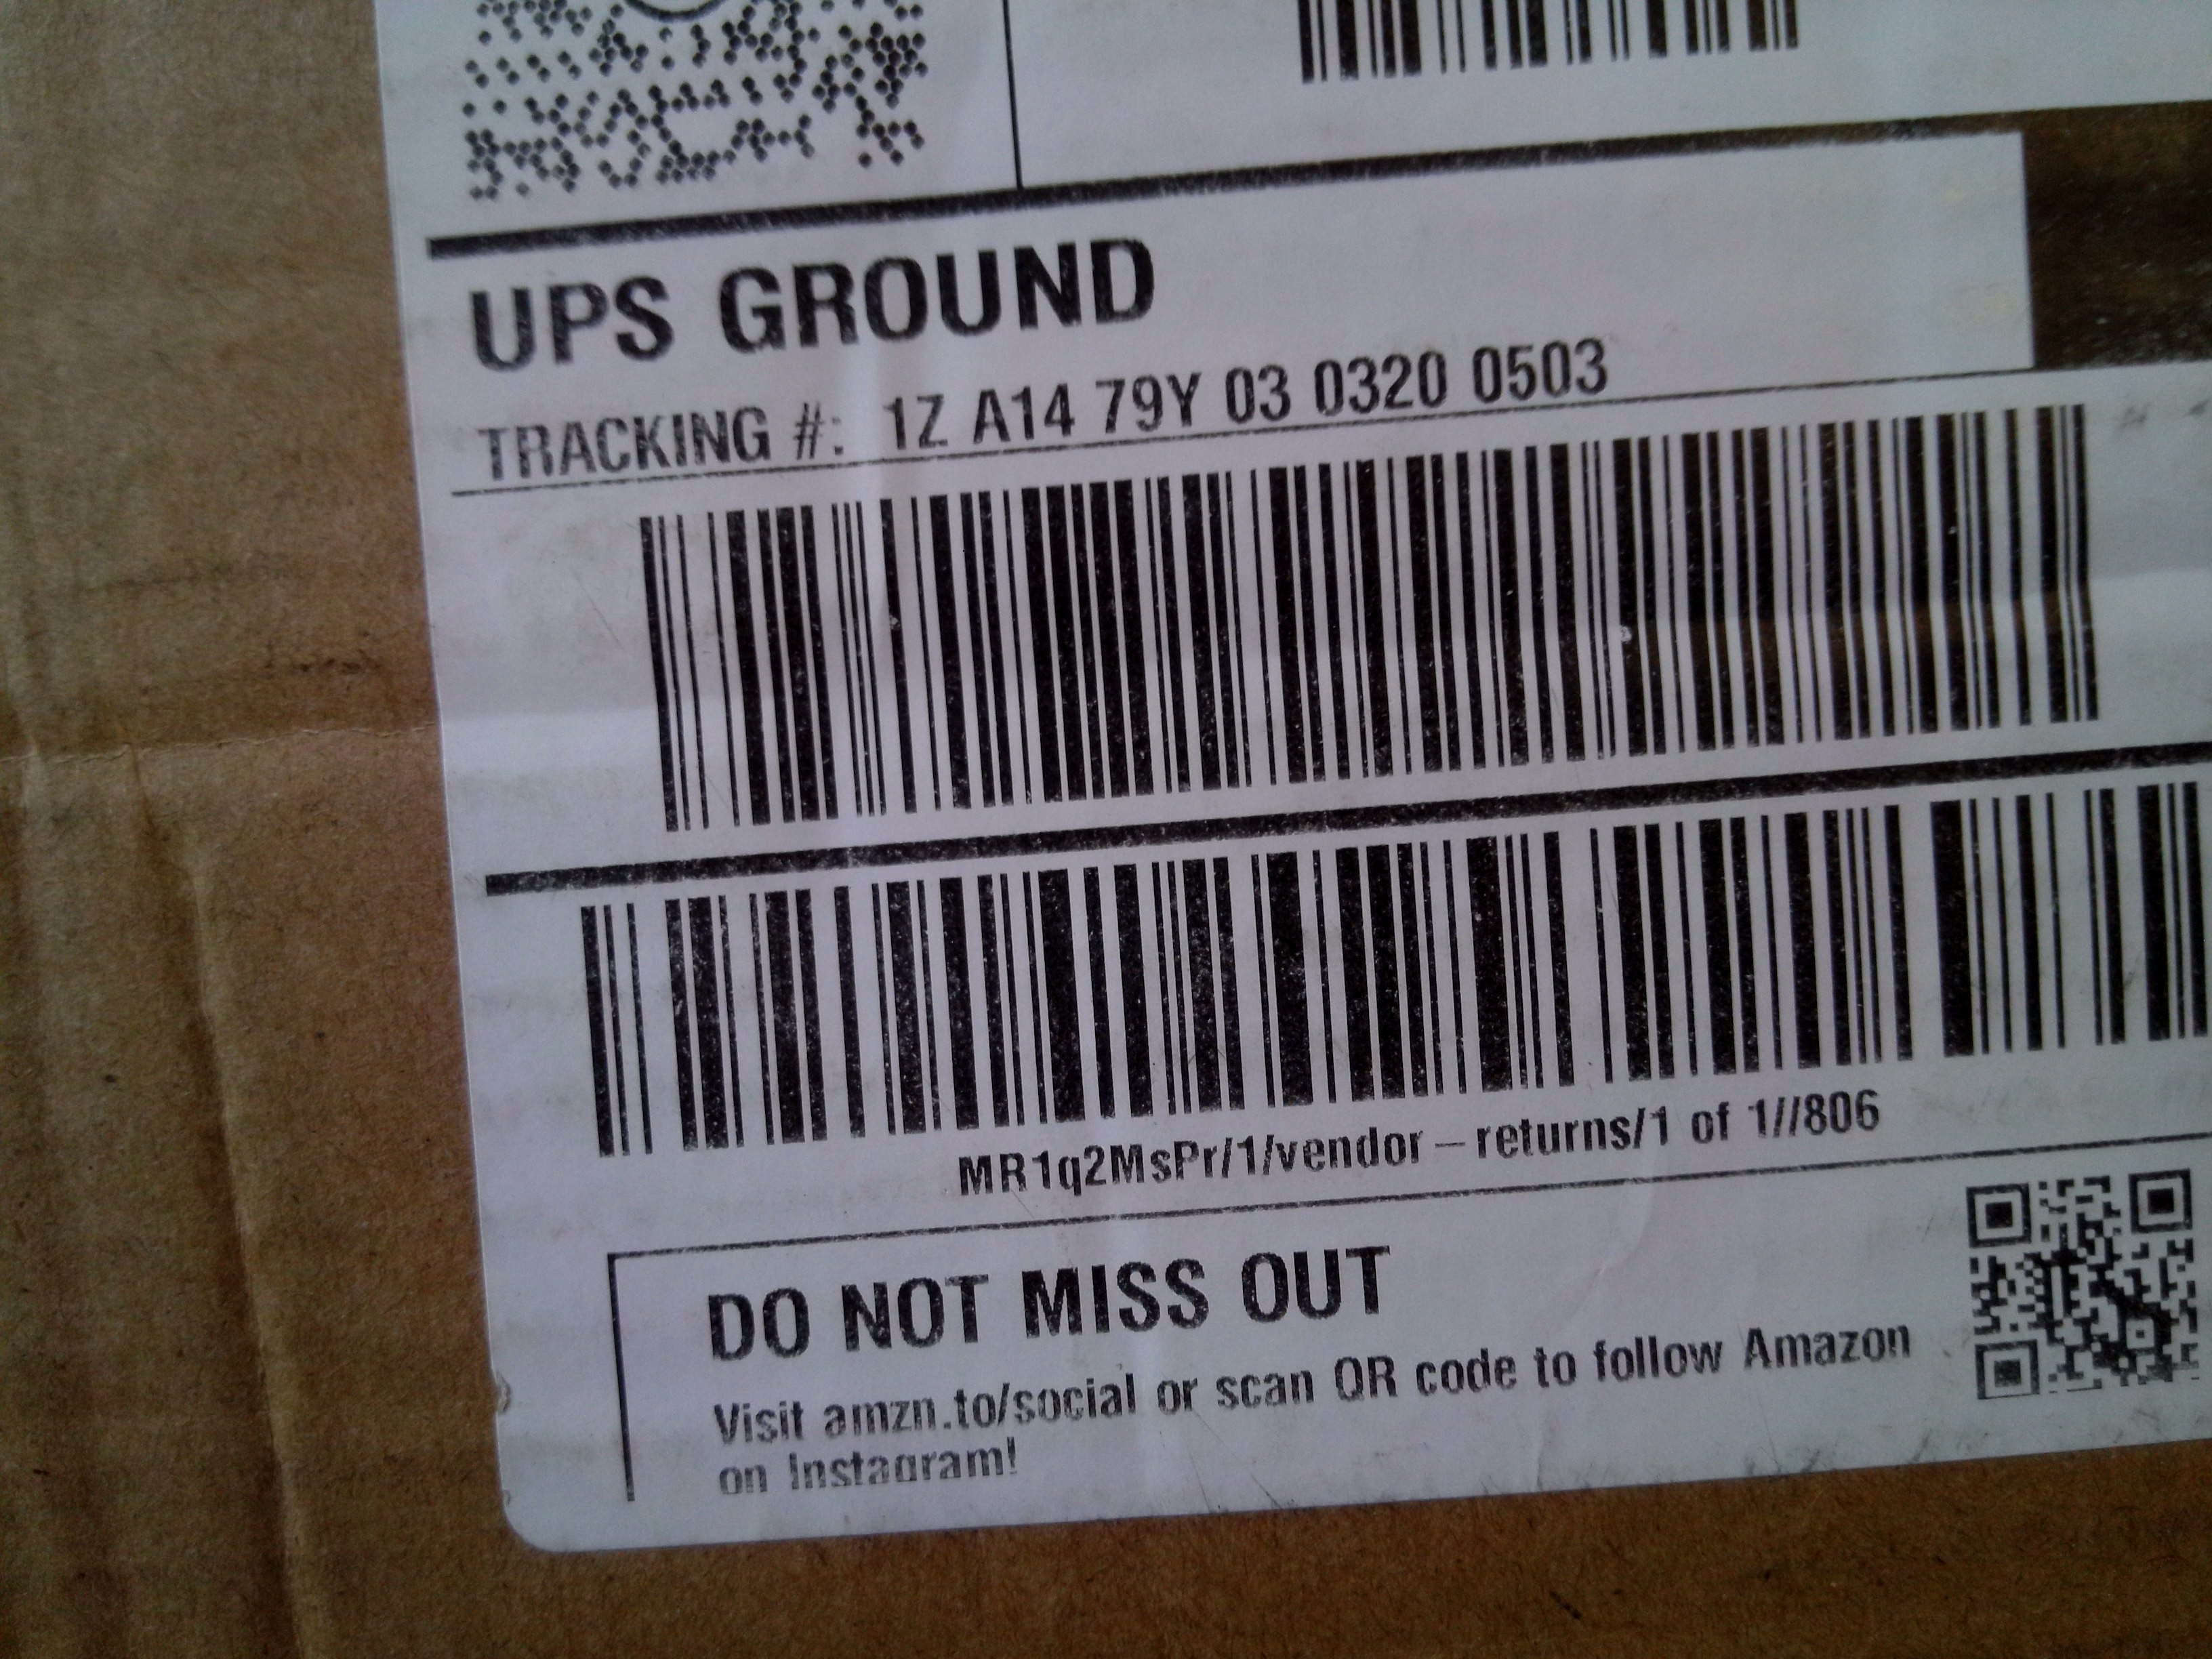 UPS GROUND
TRACKING #: 1Z A14 79Y 03 0320 0503
MR1q2MsPr/1/vendor-returns/1 of 1//806
DO NOT MISS OUT
Visit amzn.to/social or scan QR code to follow Amazon
on Instagram!